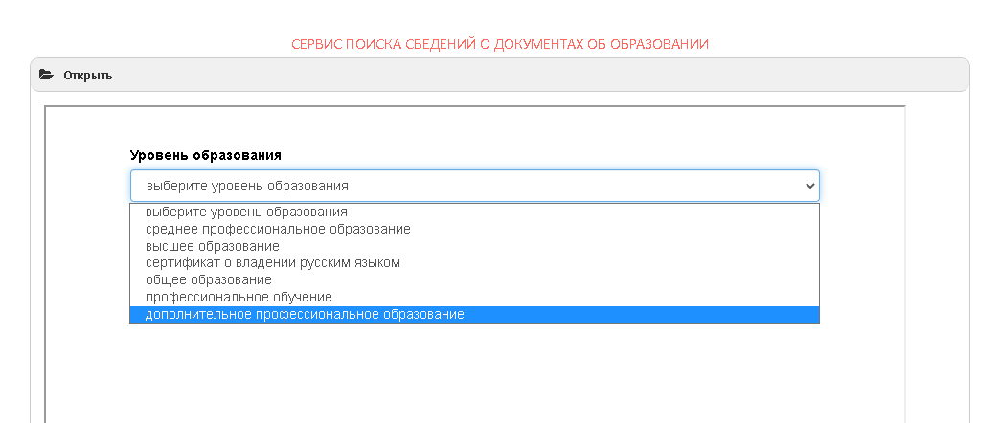 СЕРВИС ПОИСКА СВЕДЕНИЙ О ДОКУМЕНТАХ ОБ ОБРАЗОВАНИИ
Открыть
Уровень образования
выберите уровень образования
выберите уровень образования
среднее профессиональное образование
высшее образование
сертификат о владении русским языком
общее образование
профессиональное обучение
дополнительное профессиональное образование